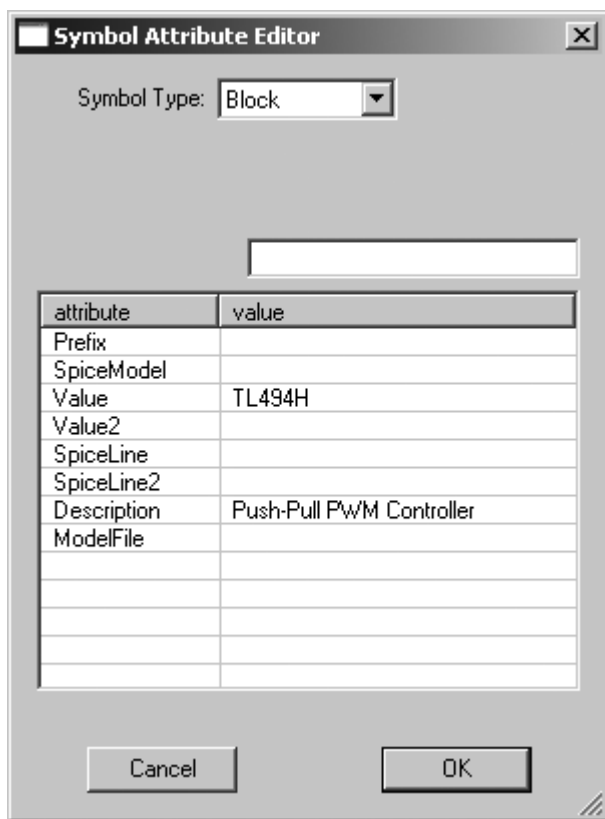 Symbol Attribute Editor
Symbol Type: Block
attribute value
Prefix
SpiceModel
Value TL494H
Value2
SpiceLine
SpiceLine2
Description Push-Pull PWM Controller
ModelFile
Cancel OK